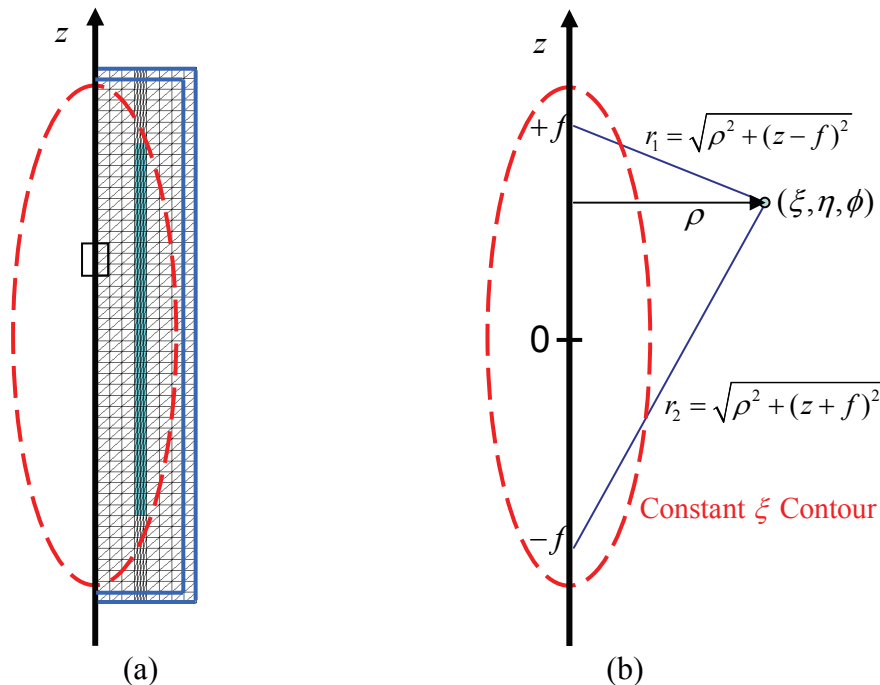 z
(a)
z
+f
r₁ = √(ρ² + (z − f)²)
(ξ, η, ϕ)
ρ
0
r₂ = √(ρ² + (z + f)²)
Constant ξ Contour
−f
(b)